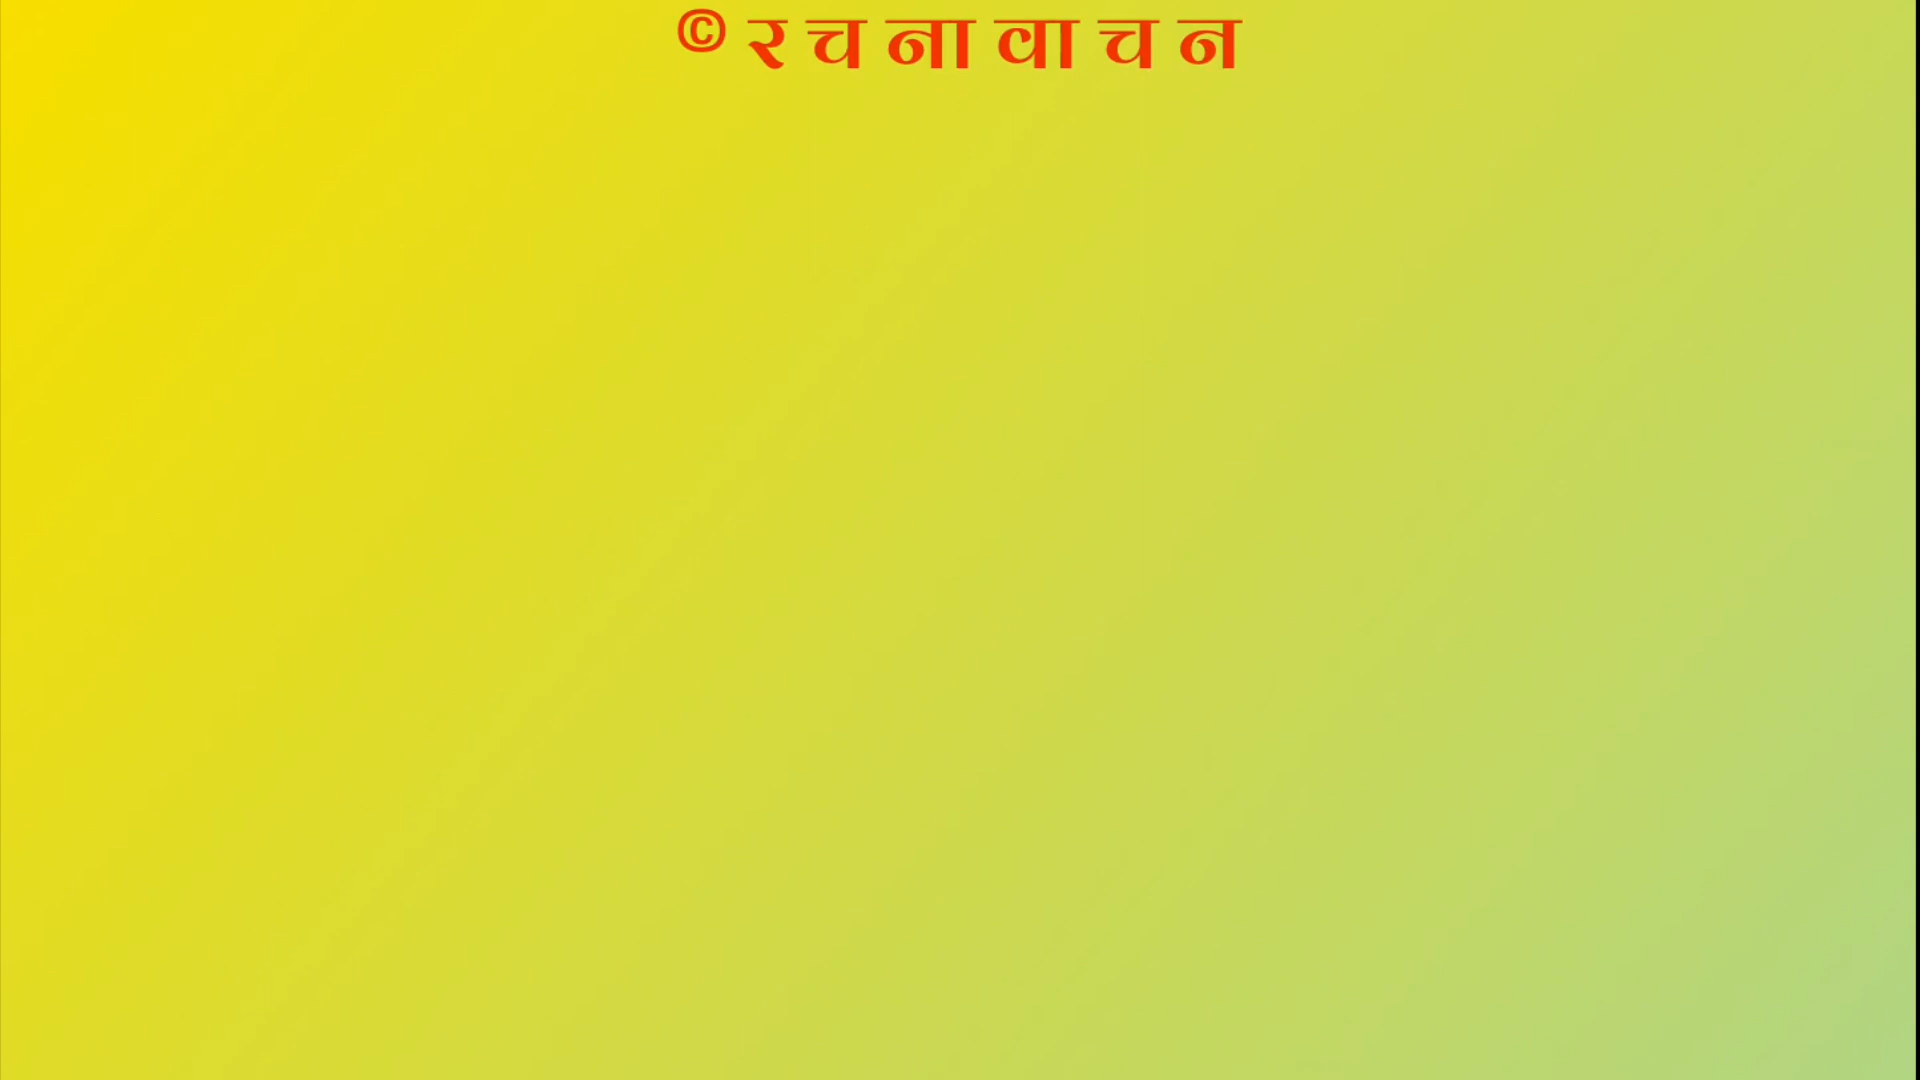 © र च ना वा च न